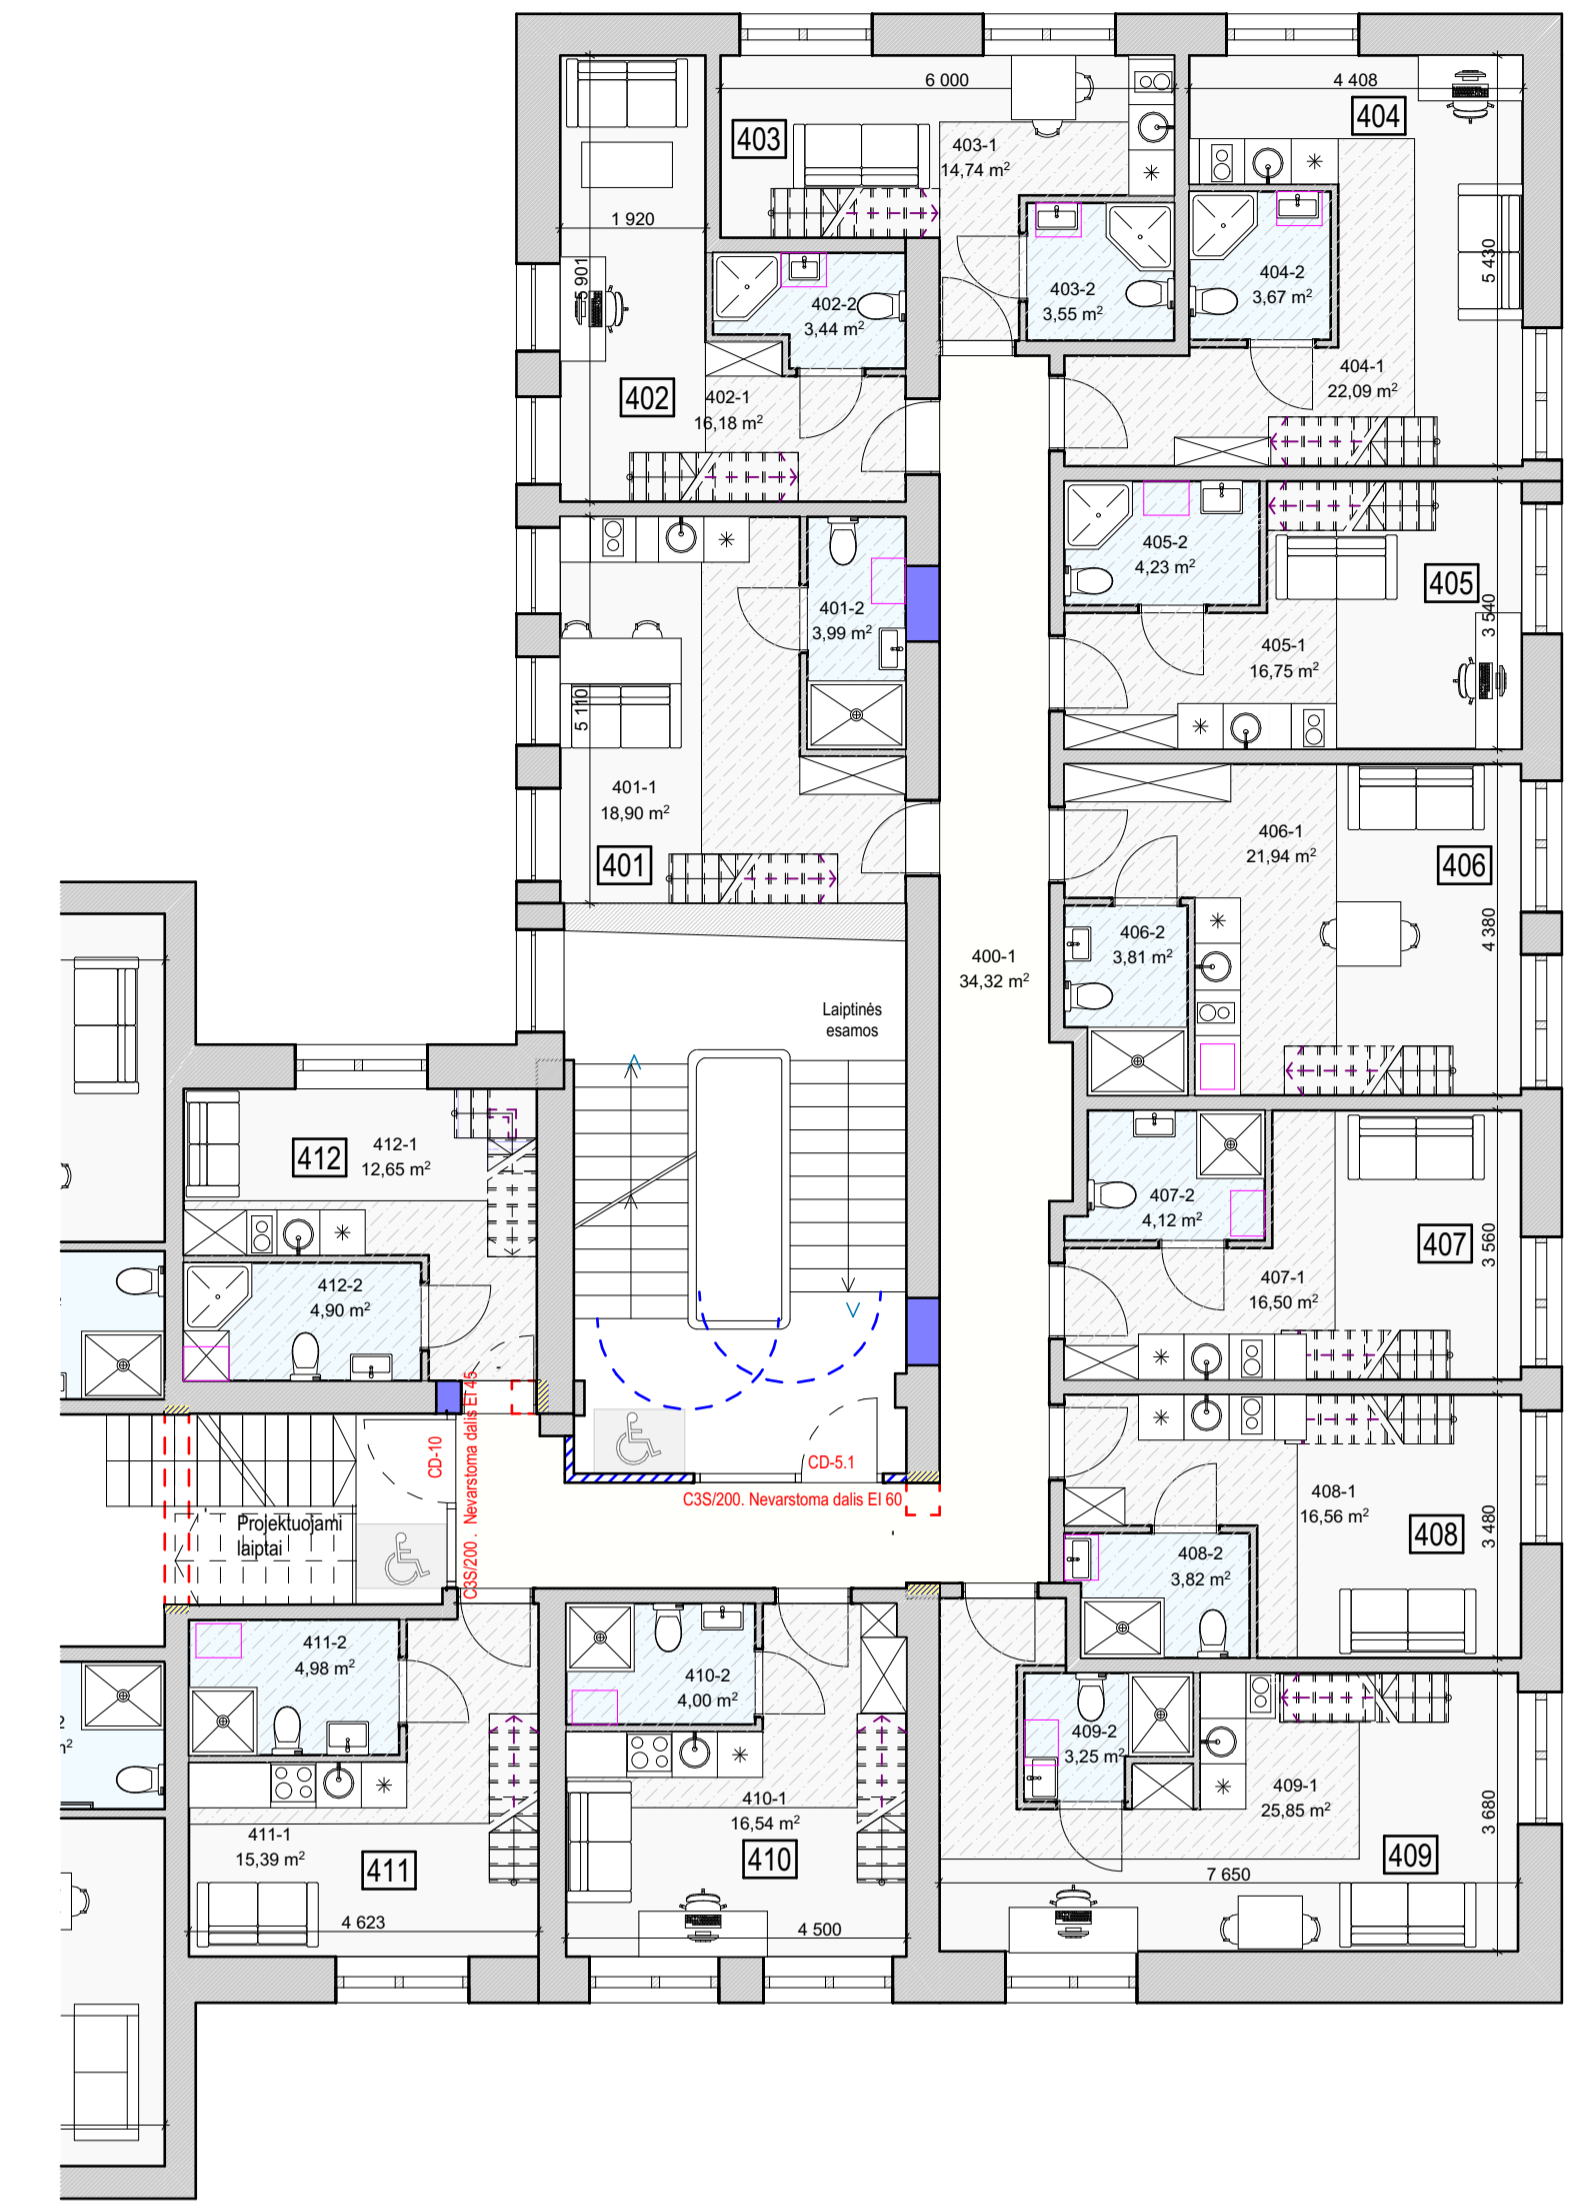 6 000
4 408
403
404
403-1
14,74 m²
1 920
5 901
5 430
402-2
3,44 m²
403-2
3,55 m²
404-2
3,67 m²
402
402-1
16,18 m²
404-1
22,09 m²
405-2
4,23 m²
405
3 540
401-2
3,99 m²
405-1
16,75 m²
5 110
401-1
18,90 m²
401
406-1
21,94 m²
406
4 380
406-2
3,81 m²
400-1
34,32 m²
Laiptinės
esamos
412
412-1
12,65 m²
407-2
4,12 m²
407
3 560
412-2
4,90 m²
407-1
16,50 m²
CD-10
C3S/200 . Nevarstoma dalis EI 45
CD-5.1
C3S/200. Nevarstoma dalis EI 60
Projektuojami
laiptai
408-1
16,56 m²
408
3 480
408-2
3,82 m²
411-2
4,98 m²
410-2
4,00 m²
409-2
3,25 m²
409-1
25,85 m²
3 680
411-1
15,39 m²
411
410-1
16,54 m²
410
409
7 650
4 623
4 500